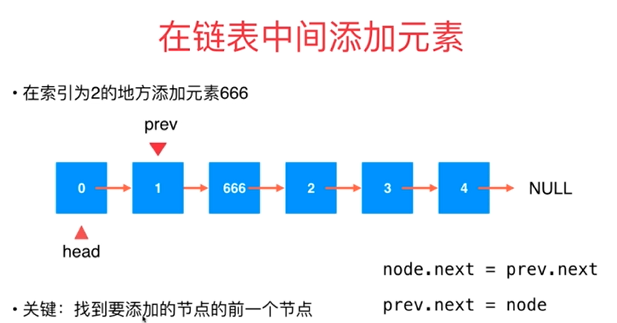 在链表中间添加元素
• 在索引为2的地方添加元素666
prev
0 1 666 2 3 4 NULL
head
node.next = prev.next
• 关键：找到要添加的节点的前一个节点
prev.next = node